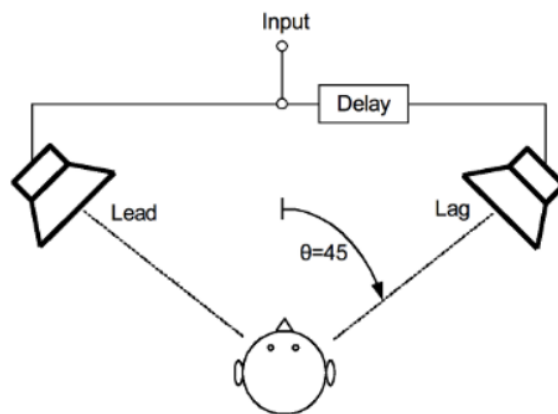 Input
Delay
Lead
Lag
θ=45